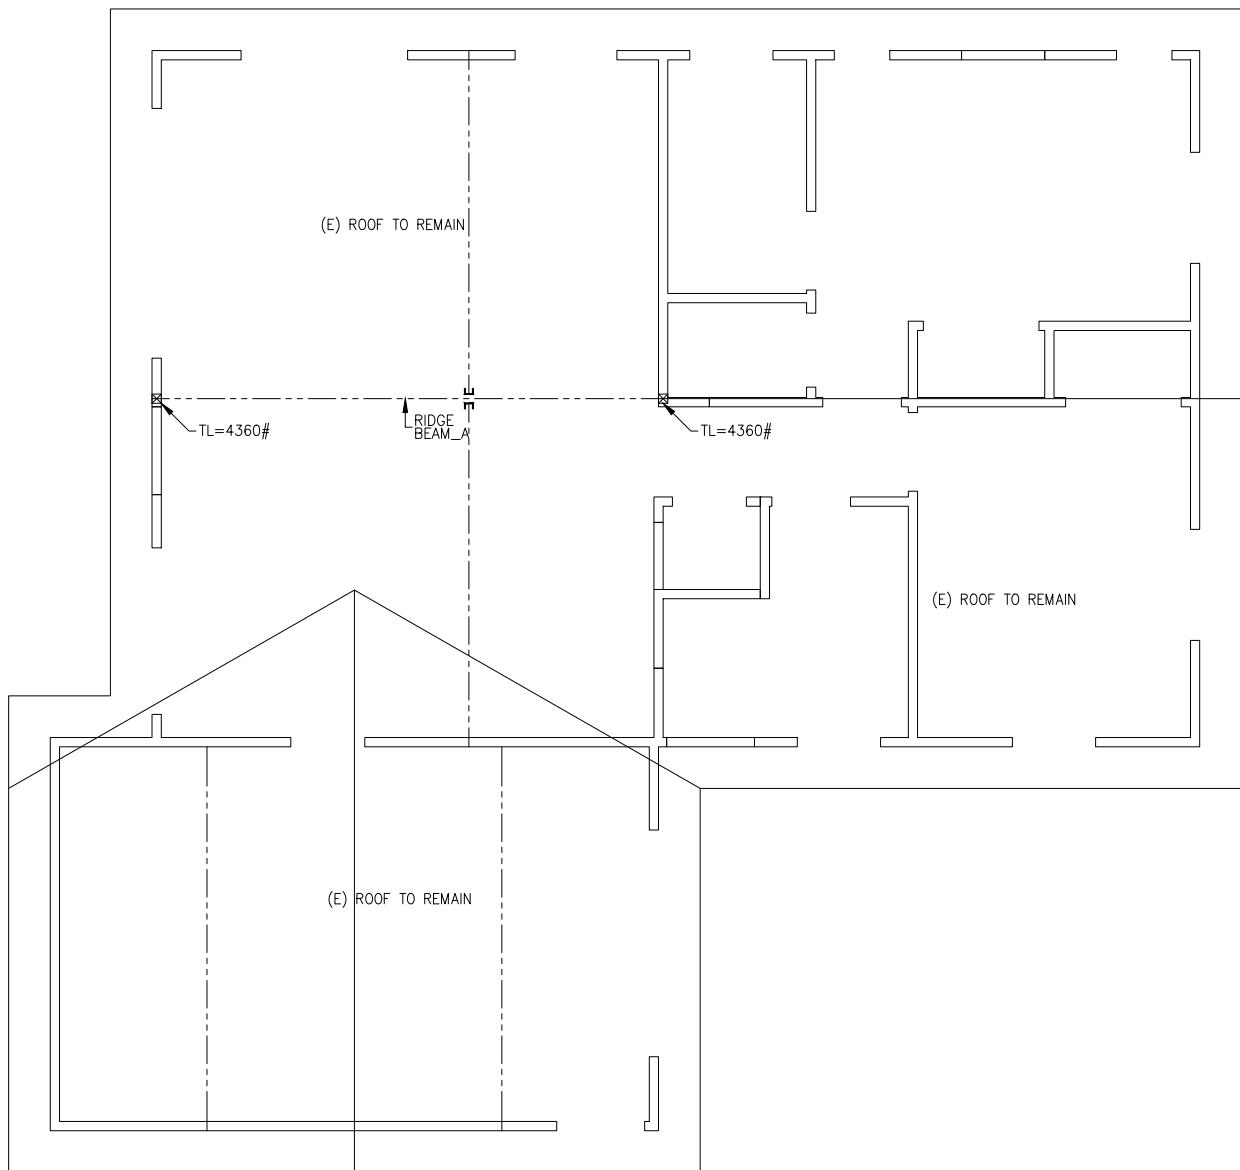 (E) ROOF TO REMAIN
RIDGE
BEAM_A
TL=4360#
TL=4360#
(E) ROOF TO REMAIN
(E) ROOF TO REMAIN